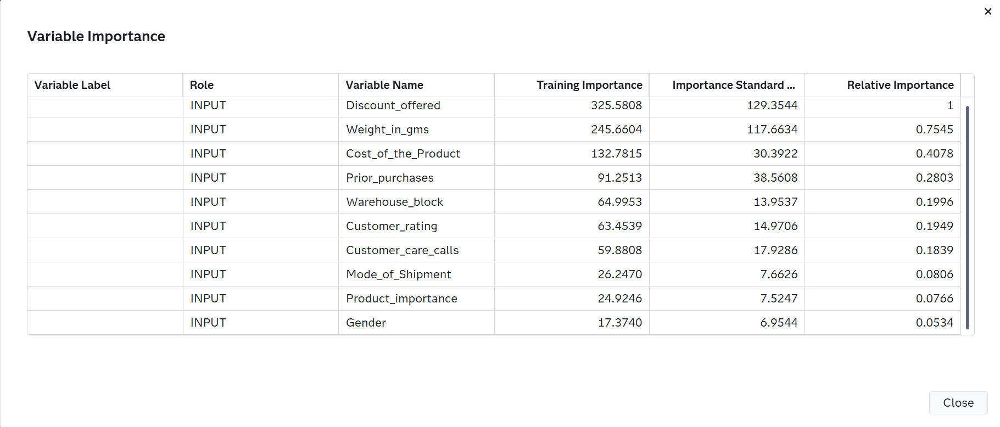 ×
Variable Importance
Variable Label Role Variable Name Training Importance Importance Standard ... Relative Importance
INPUT Discount_offered 325.5808 129.3544 1
INPUT Weight_in_gms 245.6604 117.6634 0.7545
INPUT Cost_of_the_Product 132.7815 30.3922 0.4078
INPUT Prior_purchases 91.2513 38.5608 0.2803
INPUT Warehouse_block 64.9953 13.9537 0.1996
INPUT Customer_rating 63.4539 14.9706 0.1949
INPUT Customer_care_calls 59.8808 17.9286 0.1839
INPUT Mode_of_Shipment 26.2470 7.6626 0.0806
INPUT Product_importance 24.9246 7.5247 0.0766
INPUT Gender 17.3740 6.9544 0.0534
Close